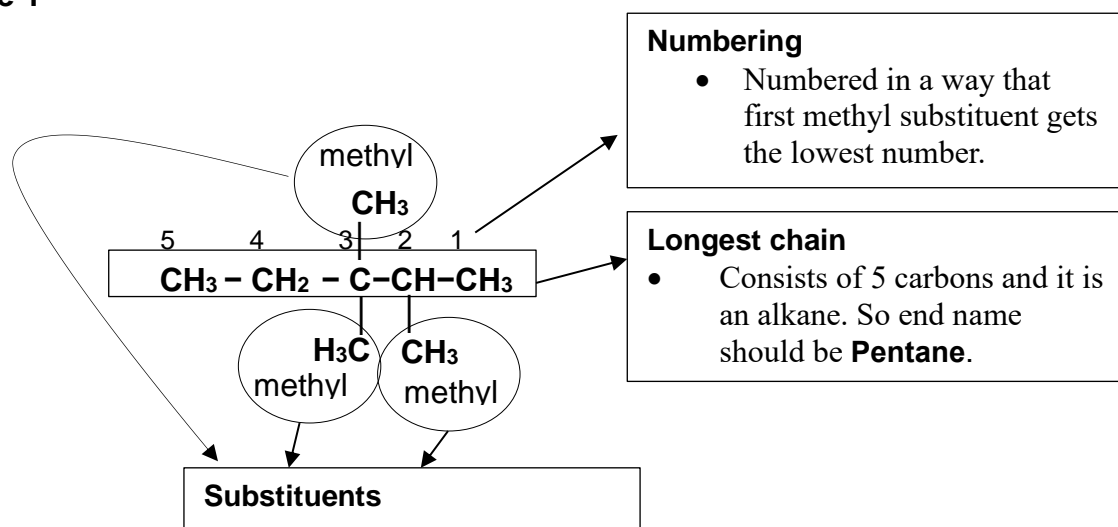 Numbering
• Numbered in a way that
first methyl substituent gets
the lowest number.
methyl
CH3
5 4 3 2 1
CH3 – CH2 – C–CH–CH3
Longest chain
• Consists of 5 carbons and it is
an alkane. So end name
should be Pentane.
H3C CH3
methyl methyl
Substituents